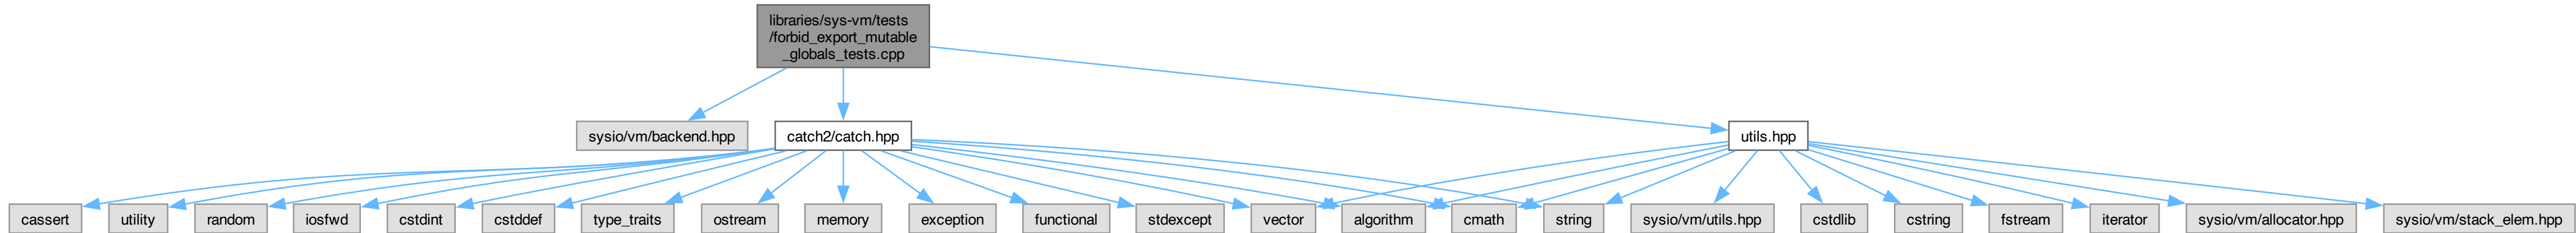 libraries/sys-vm/tests
/forbid_export_mutable
_globals_tests.cpp
sysio/vm/backend.hpp
catch2/catch.hpp
utils.hpp
cassert
utility
random
iosfwd
cstdint
cstddef
type_traits
ostream
memory
exception
functional
stdexcept
vector
algorithm
cmath
string
sysio/vm/utils.hpp
cstdlib
cstring
fstream
iterator
sysio/vm/allocator.hpp
sysio/vm/stack_elem.hpp